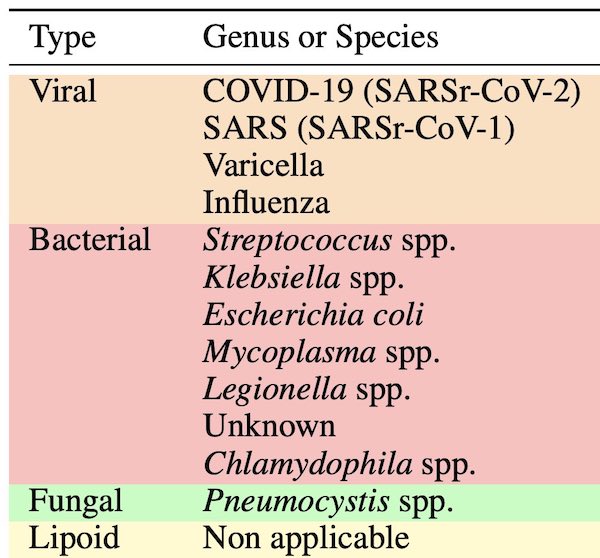 Type Genus or Species
Viral COVID-19 (SARSr-CoV-2)
SARS (SARSr-CoV-1)
Varicella
Influenza
Bacterial Streptococcus spp.
Klebsiella spp.
Escherichia coli
Mycoplasma spp.
Legionella spp.
Unknown
Chlamydophila spp.
Fungal Pneumocystis spp.
Lipoid Non applicable